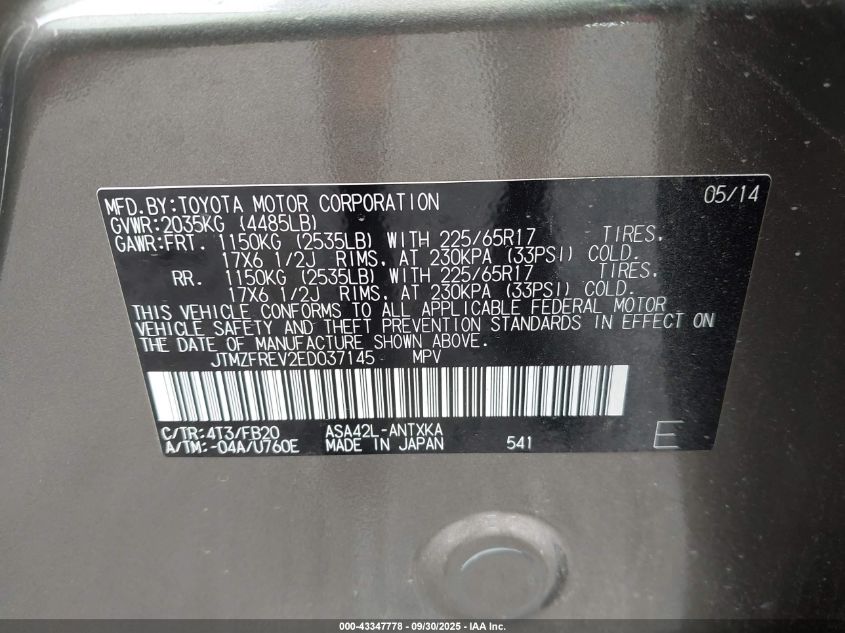 MFD.BY:TOYOTA MOTOR CORPORATION 05/14
GVWR:2035KG (4485LB)
GAWR:FRT. 1150KG (2535LB) WITH 225/65R17 TIRES,
17X6 1/2J RIMS, AT 230KPA (33PSI) COLD.
RR. 1150KG (2535LB) WITH 225/65R17 TIRES,
17X6 1/2J RIMS, AT 230KPA (33PSI) COLD.
THIS VEHICLE CONFORMS TO ALL APPLICABLE FEDERAL MOTOR
VEHICLE SAFETY AND THEFT PREVENTION STANDARDS IN EFFECT ON
THE DATE OF MANUFACTURE SHOWN ABOVE.
JTMZFREV2ED037145 MPV
C/TR:4T3/FB20 ASA42L-ANTXKA E
A/TM:-04A/U760E MADE IN JAPAN 541
000-43347778 - 09/30/2025 - IAA Inc.